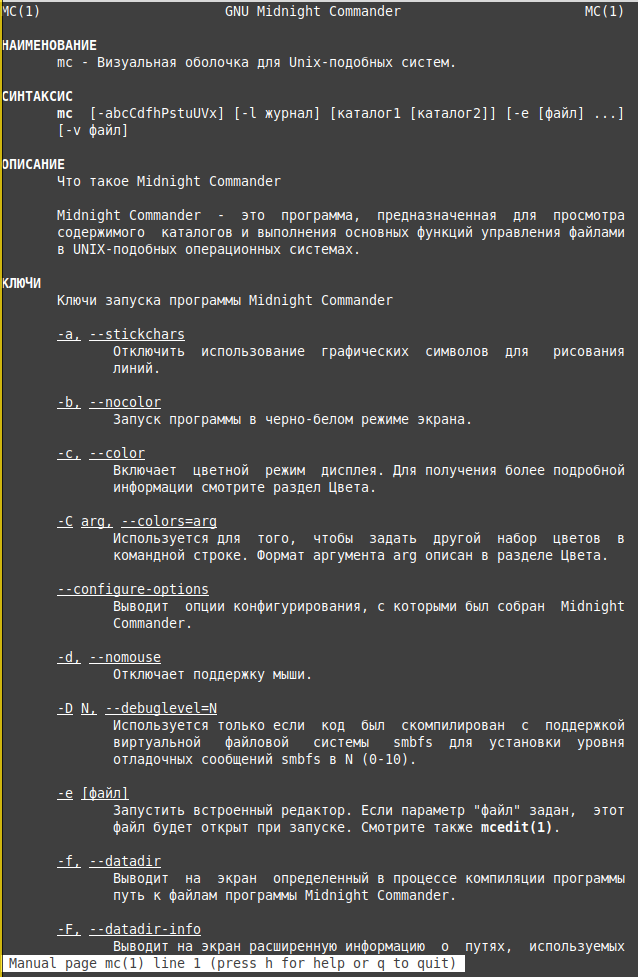 MC(1) GNU Midnight Commander MC(1)
НАИМЕНОВАНИЕ
mc - Визуальная оболочка для Unix-подобных систем.
СИНТАКСИС
mc [-abcCdfhPstuUVx] [-l журнал] [каталог1 [каталог2]] [-e [файл] ...]
[-v файл]
ОПИСАНИЕ
Что такое Midnight Commander
Midnight Commander - это программа, предназначенная для просмотра
содержимого каталогов и выполнения основных функций управления файлами
в UNIX-подобных операционных системах.
КЛЮЧИ
Ключи запуска программы Midnight Commander
-a, --stickchars
Отключить использование графических символов для рисования
линий.
-b, --nocolor
Запуск программы в черно-белом режиме экрана.
-c, --color
Включает цветной режим дисплея. Для получения более подробной
информации смотрите раздел Цвета.
-C arg, --colors=arg
Используется для того, чтобы задать другой набор цветов в
командной строке. Формат аргумента arg описан в разделе Цвета.
--configure-options
Выводит опции конфигурирования, с которыми был собран Midnight
Commander.
-d, --nomouse
Отключает поддержку мыши.
-D N, --debuglevel=N
Используется только если код был скомпилирован с поддержкой
виртуальной файловой системы smbfs для установки уровня
отладочных сообщений smbfs в N (0-10).
-e [файл]
Запустить встроенный редактор. Если параметр "файл" задан, этот
файл будет открыт при запуске. Смотрите также mcedit(1).
-f, --datadir
Выводит на экран определенный в процессе компиляции программы
путь к файлам программы Midnight Commander.
-F, --datadir-info
Выводит на экран расширенную информацию о путях, используемых
Manual page mc(1) line 1 (press h for help or q to quit)